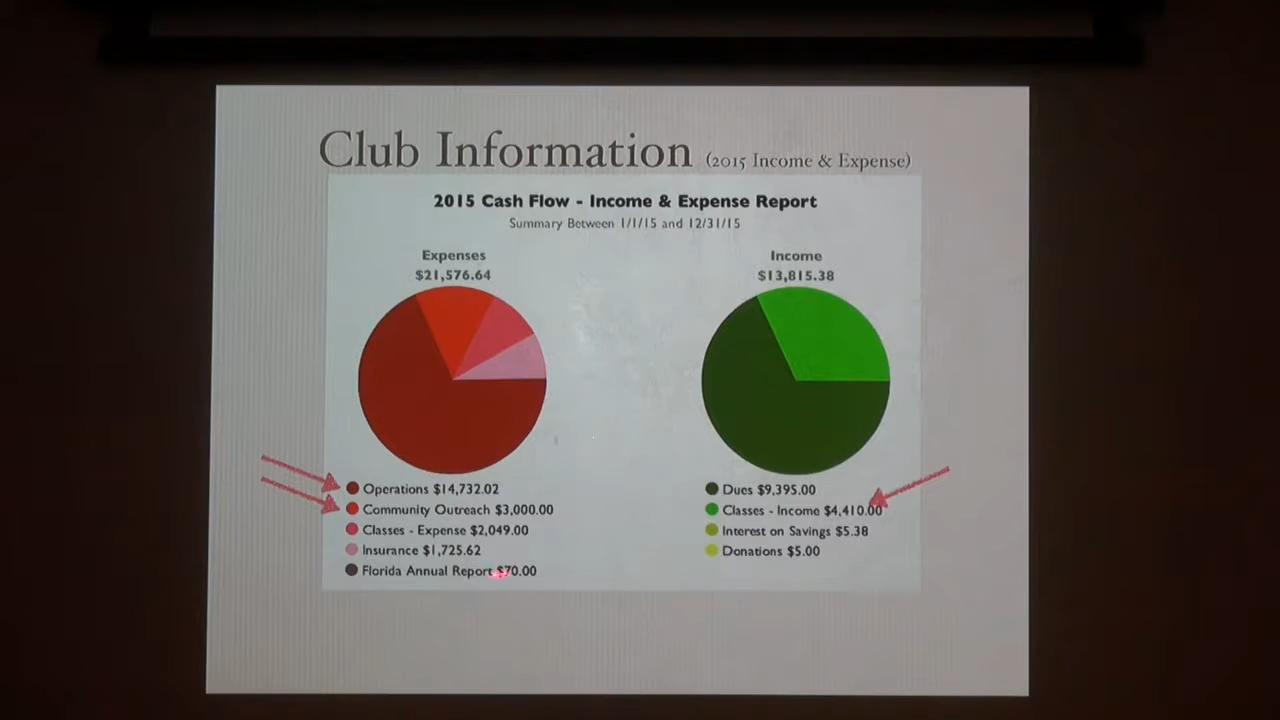 Club Information (2015 Income & Expense)
2015 Cash Flow - Income & Expense Report
Summary Between 1/1/15 and 12/31/15
Expenses
$21,576.64
Operations $14,732.02
Community Outreach $3,000.00
Classes - Expense $2,049.00
Insurance $1,725.62
Florida Annual Report $70.00
Income
$13,815.38
Dues $9,395.00
Classes - Income $4,410.00
Interest on Savings $5.38
Donations $5.00